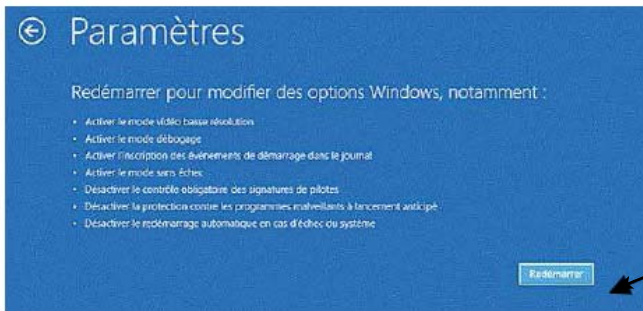 Paramètres
Redémarrer pour modifier des options Windows, notamment :
• Activer le mode vidéo basse résolution
• Activer le mode débogage
• Activer l'inscription des événements de démarrage dans le journal
• Activer le mode sans échec
• Désactiver le contrôle obligatoire des signatures de pilotes
• Désactiver la protection contre les programmes malveillants à lancement anticipé
• Désactiver le redémarrage automatique en cas d'échec du système
Redémarrer